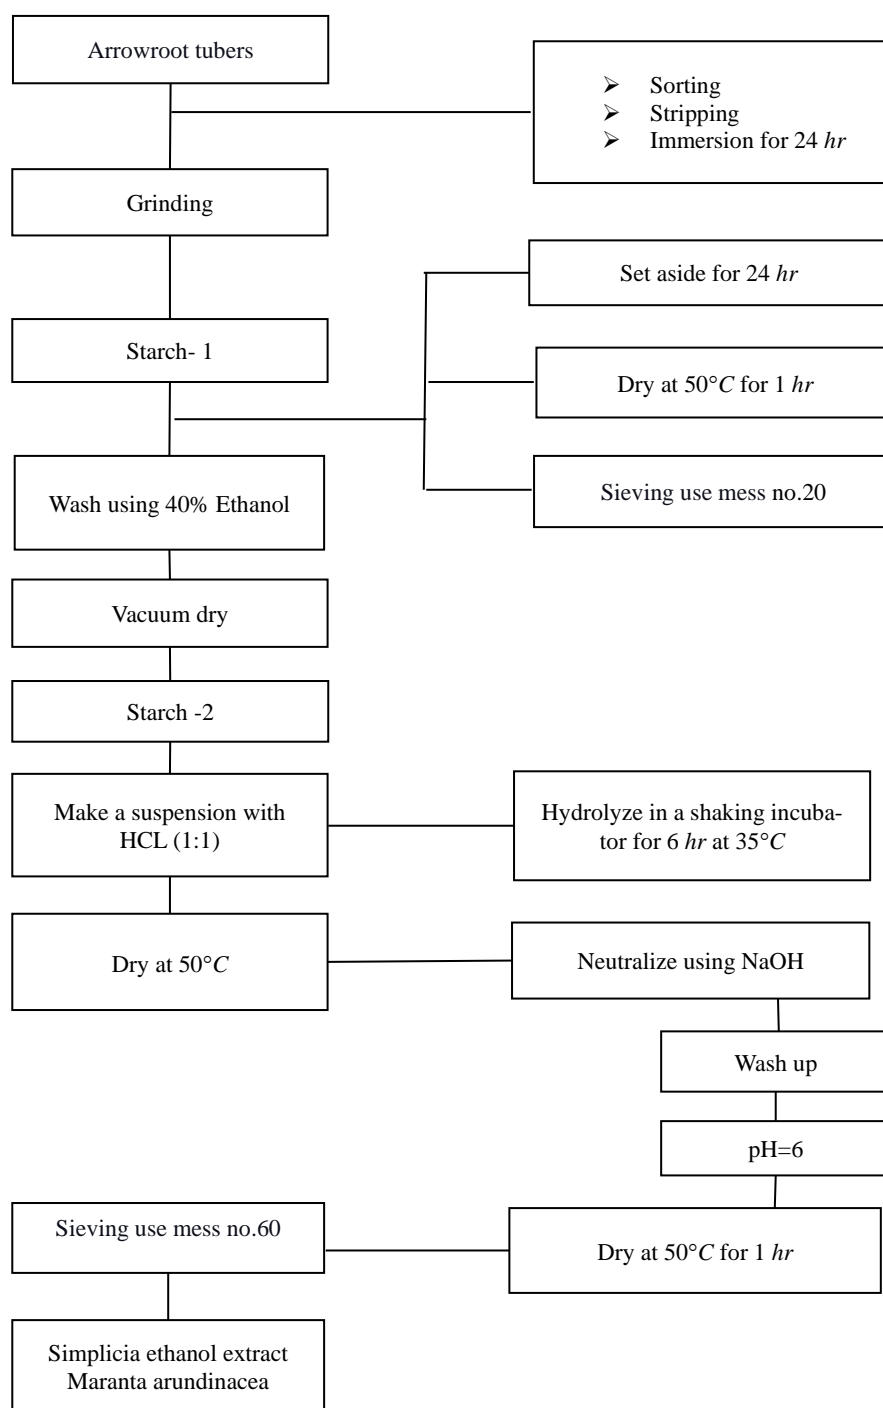 Arrowroot tubers
➢ Sorting
➢ Stripping
➢ Immersion for 24 hr
Grinding
Set aside for 24 hr
Starch- 1
Dry at 50°C for 1 hr
Wash using 40% Ethanol
Sieving use mess no.20
Vacuum dry
Starch -2
Make a suspension with
HCL (1:1)
Hydrolyze in a shaking incuba-
tor for 6 hr at 35°C
Dry at 50°C
Neutralize using NaOH
Wash up
pH=6
Sieving use mess no.60
Dry at 50°C for 1 hr
Simplicia ethanol extract
Maranta arundinacea